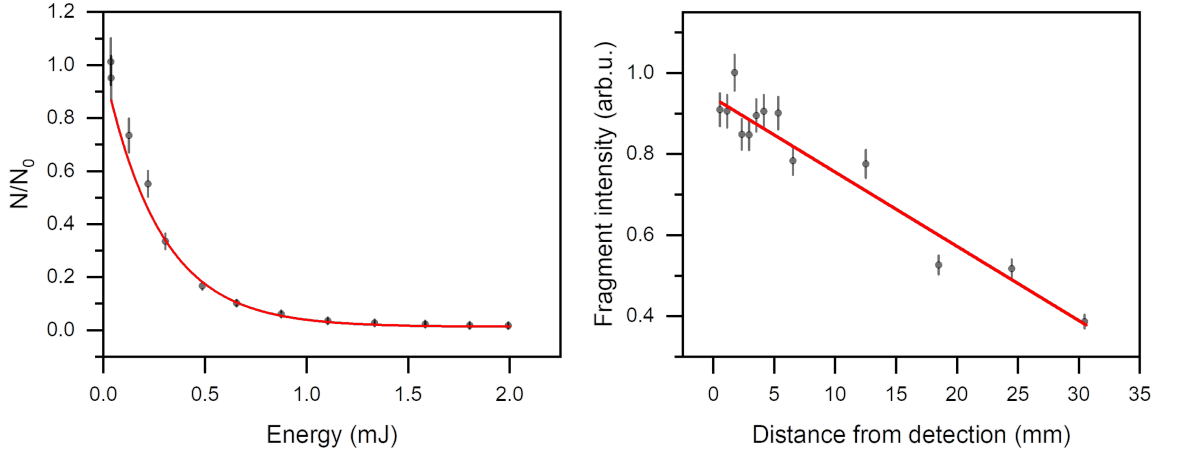 1.2
1.0
0.8
0.6
0.4
0.2
0.0
N/N₀
0.0 0.5 1.0 1.5 2.0
Energy (mJ)
1.0
0.8
0.6
0.4
Fragment intensity (arb.u.)
0 5 10 15 20 25 30 35
Distance from detection (mm)